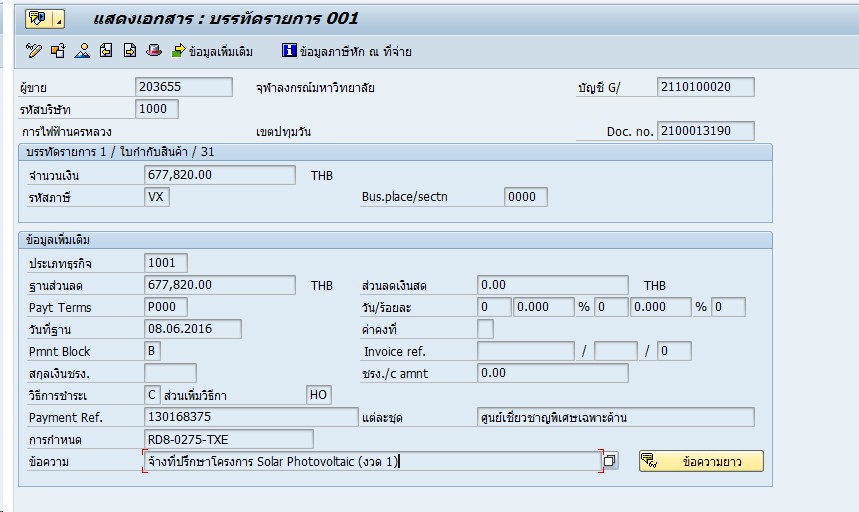 แสดงเอกสาร : บรรทัดรายการ 001
ข้อมูลเพิ่มเติม ข้อมูลภาษีหัก ณ ที่จ่าย
ผู้ขาย 203655 จุฬาลงกรณ์มหาวิทยาลัย บัญชี G/ 2110100020
รหัสบริษัท 1000
การไฟฟ้านครหลวง เขตปทุมวัน Doc. no. 2100013190
บรรทัดรายการ 1 / ใบกำกับสินค้า / 31
จำนวนเงิน 677,820.00 THB
รหัสภาษี VX Bus.place/sectn 0000
ข้อมูลเพิ่มเติม
ประเภทธุรกิจ 1001
ฐานส่วนลด 677,820.00 THB ส่วนลดเงินสด 0.00 THB
Payt Terms P000 วัน/ร้อยละ 0 0.000 % 0 0.000 % 0
วันที่ฐาน 08.06.2016 ค่าคงที่
Pmnt Block B Invoice ref. / / 0
สกุลเงินชรง. ชรง./c amnt 0.00
วิธีการชำระเ C ส่วนเพิ่มวิธีกา HO
Payment Ref. 130168375 แต่ละชุด ศูนย์เชี่ยวชาญพิเศษเฉพาะด้าน
การกำหนด RD8-0275-TXE
ข้อความ จ้างที่ปรึกษาโครงการ Solar Photovoltaic (งวด 1) ข้อความยาว